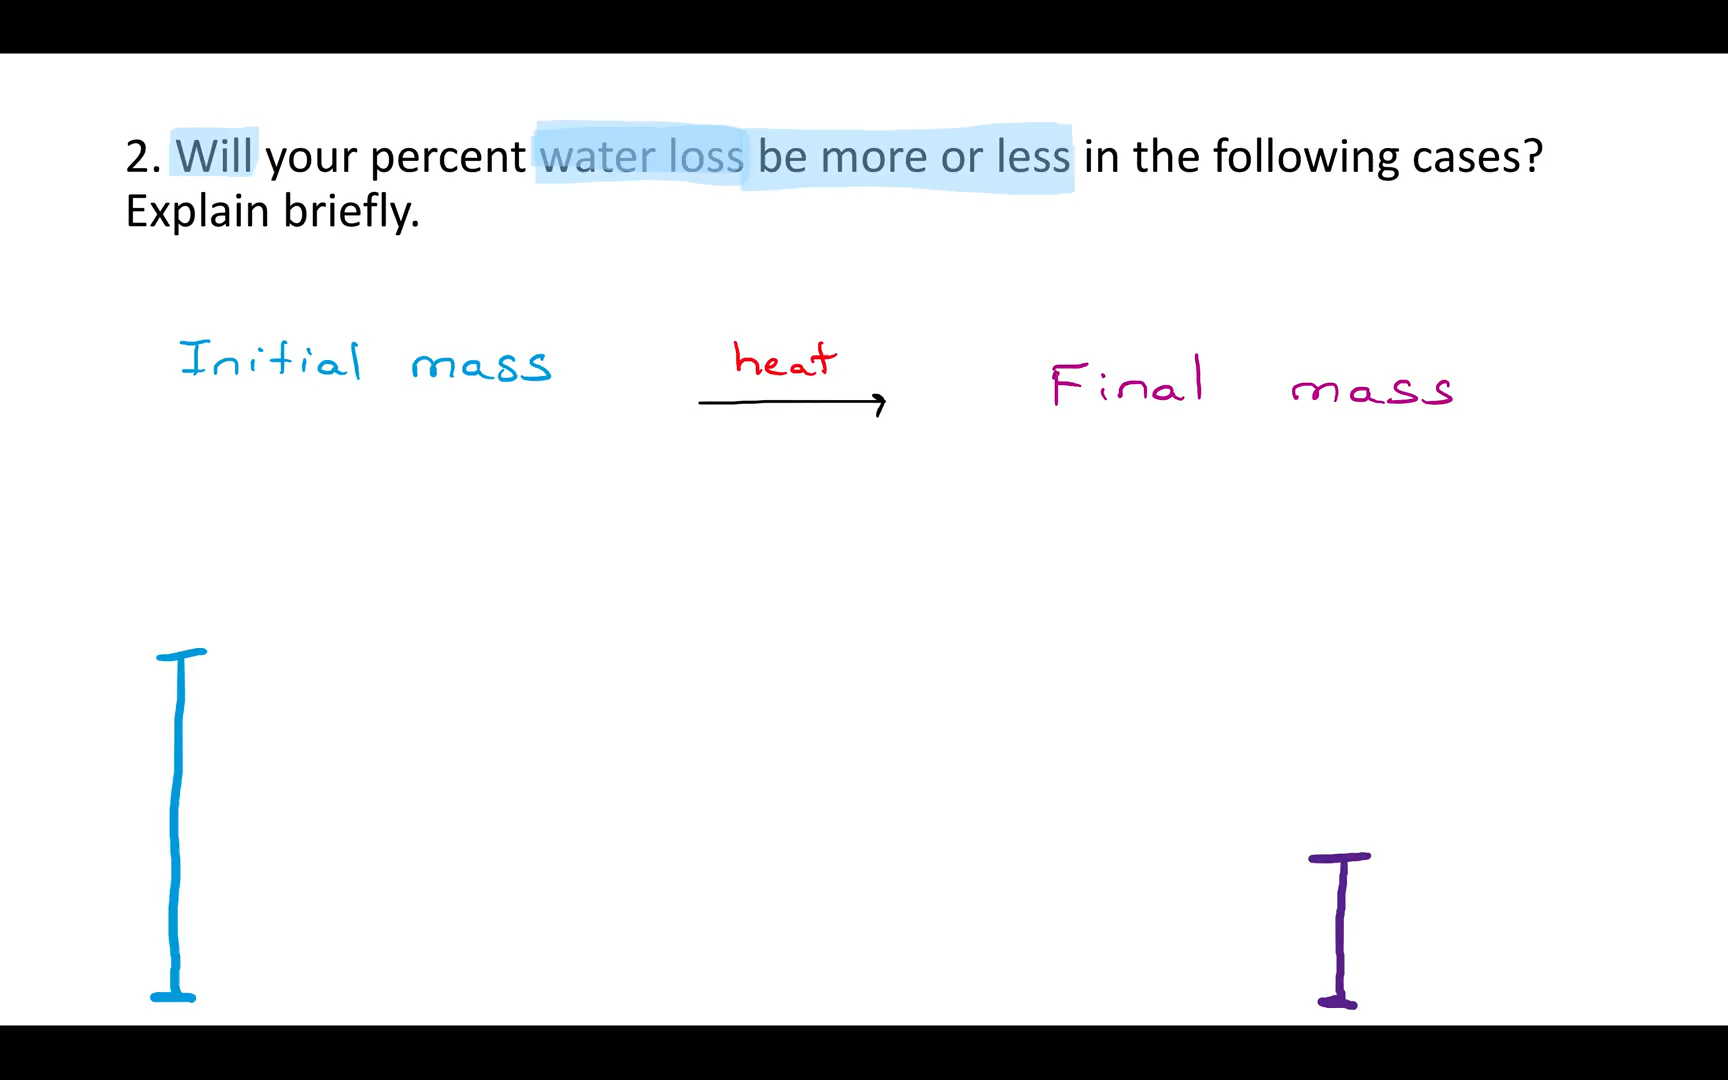 2. Will your percent water loss be more or less in the following cases?
Explain briefly.
Initial mass heat Final mass